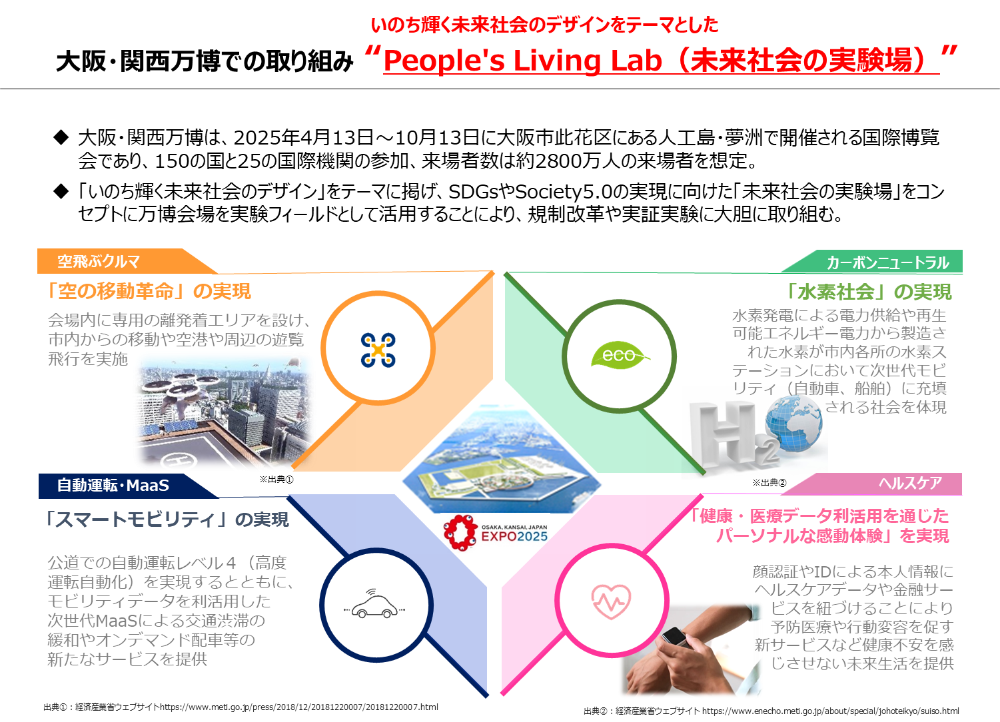 いのち輝く未来社会のデザインをテーマとした
大阪・関西万博での取り組み “People's Living Lab（未来社会の実験場）”
◆ 大阪・関西万博は、2025年4月13日～10月13日に大阪市此花区にある人工島・夢洲で開催される国際博覧
会であり、150の国と25の国際機関の参加、来場者数は約2800万人の来場者を想定。
◆ 「いのち輝く未来社会のデザイン」をテーマに掲げ、SDGsやSociety5.0の実現に向けた「未来社会の実験場」をコン
セプトに万博会場を実験フィールドとして活用することにより、規制改革や実証実験に大胆に取り組む。
空飛ぶクルマ
「空の移動革命」の実現
会場内に専用の離発着エリアを設け、
市内からの移動や空港や周辺の遊覧
飛行を実施
H
※出典①
カーボンニュートラル
「水素社会」の実現
水素発電による電力供給や再生
可能エネルギー電力から製造さ
れた水素が市内各所の水素ス
テーションにおいて次世代モビ
リティ（自動車、船舶）に充填
される社会を体現
eco
H2
※出典②
自動運転・MaaS
「スマートモビリティ」の実現
公道での自動運転レベル４（高度
運転自動化）を実現するとともに、
モビリティデータを利活用した
次世代MaaSによる交通渋滞の
緩和やオンデマンド配車等の
新たなサービスを提供
OSAKA, KANSAI, JAPAN
EXPO2025
ヘルスケア
「健康・医療データ利活用を通じた
パーソナルな感動体験」を実現
顔認証やIDによる本人情報に
ヘルスケアデータや金融サー
ビスを紐づけることにより
予防医療や行動変容を促す
新サービスなど健康不安を感
じさせない未来生活を提供
出典①：経済産業省ウェブサイトhttps://www.meti.go.jp/press/2018/12/20181220007/20181220007.html
出典②：経済産業省ウェブサイト https://www.enecho.meti.go.jp/about/special/johoteikyo/suiso.html